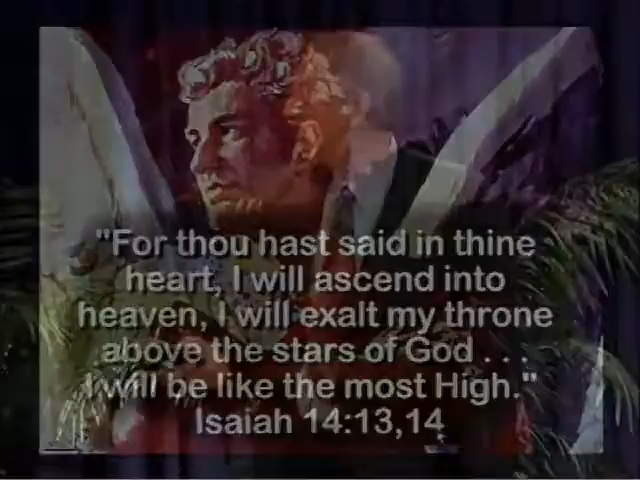 "For thou hast said in thine
heart, I will ascend into
heaven, I will exalt my throne
above the stars of God . . .
I will be like the most High."
Isaiah 14:13,14